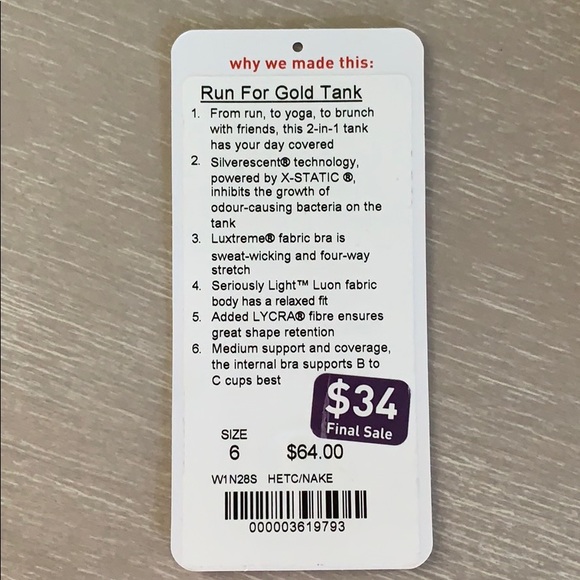 why we made this:
Run For Gold Tank
1. From run, to yoga, to brunch
with friends, this 2-in-1 tank
has your day covered
2. Silverescent® technology,
powered by X-STATIC ®,
inhibits the growth of
odour-causing bacteria on the
tank
3. Luxtreme® fabric bra is
sweat-wicking and four-way
stretch
4. Seriously Light™ Luon fabric
body has a relaxed fit
5. Added LYCRA® fibre ensures
great shape retention
6. Medium support and coverage,
the internal bra supports B to
C cups best
$34
Final Sale
SIZE
6 $64.00
W1N28S HETC/NAKE
000003619793